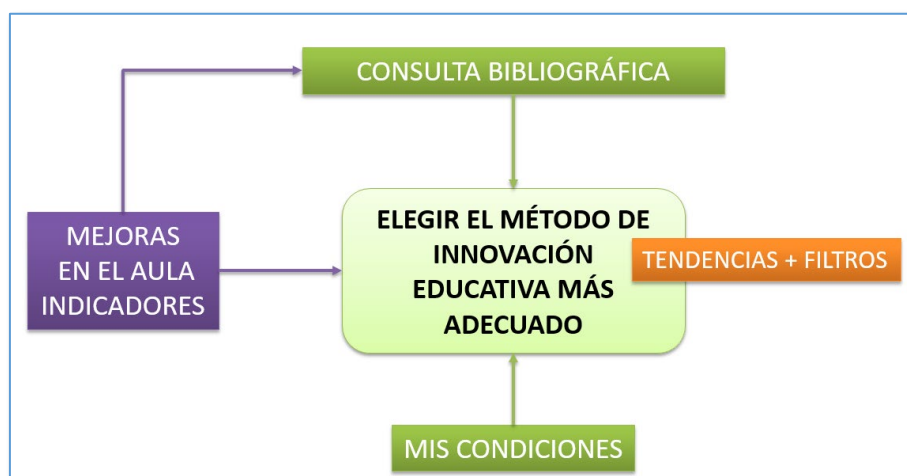 CONSULTA BIBLIOGRÁFICA
MEJORAS
EN EL AULA
INDICADORES
ELEGIR EL MÉTODO DE
INNOVACIÓN
EDUCATIVA MÁS
ADECUADO
TENDENCIAS + FILTROS
MIS CONDICIONES